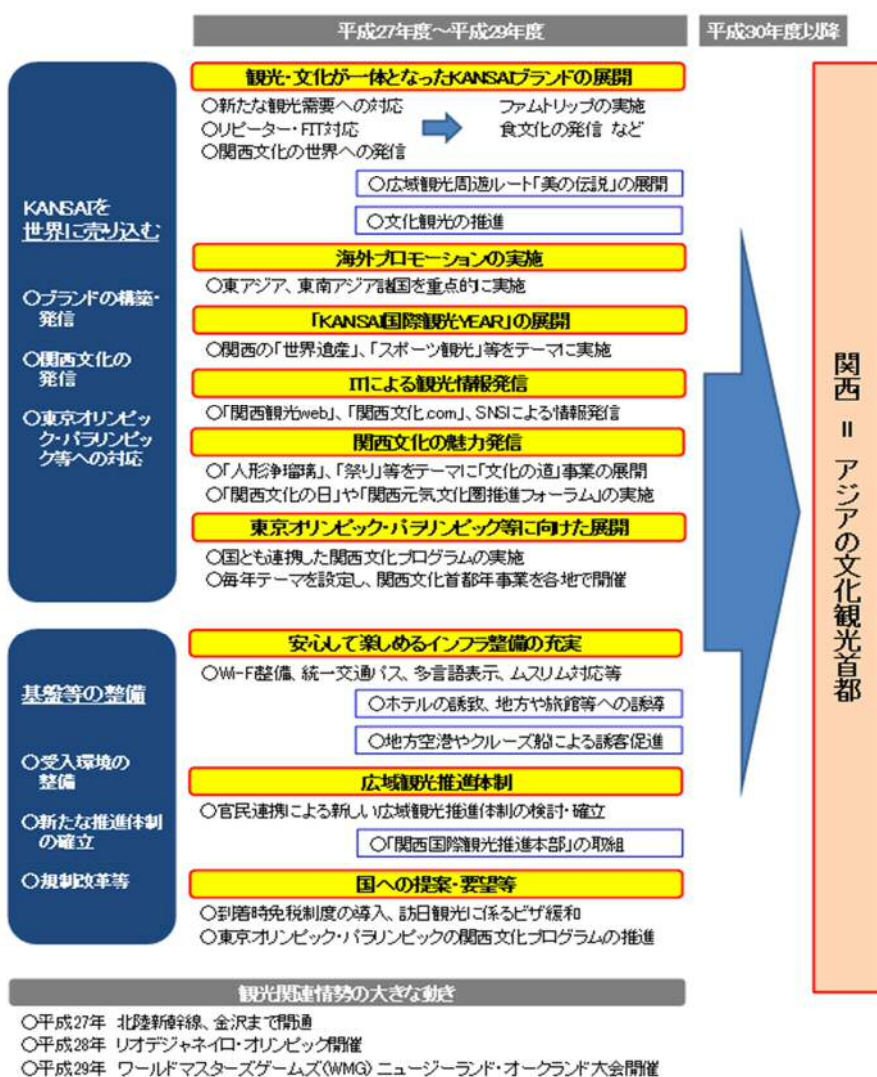 平成27年度～平成29年度
平成30年度以降
KANSAIを
世界に売り込む
○ブランドの構築・
発信
○関西文化の
発信
○東京オリンピッ
ク・パラリンピッ
ク等への対応
観光・文化が一体となったKANSAIブランドの展開
○新たな観光需要への対応
○リピーター・FIT対応
○関西文化の世界への発信
ファムトリップの実施
食文化の発信 など
○広域観光周遊ルート「美の伝説」の展開
○文化観光の推進
海外プロモーションの実施
○東アジア、東南アジア諸国を重点的に実施
「KANSAI国際観光YEAR」の展開
○関西の「世界遺産」、「スポーツ観光」等をテーマに実施
ITによる観光情報発信
○「関西観光web」、「関西文化.com」、SNSによる情報発信
関西文化の魅力発信
○「人形浄瑠璃」、「祭り」等をテーマに「文化の道」事業の展開
○「関西文化の日」や「関西元気文化圏推進フォーラム」の実施
東京オリンピック・パラリンピック等に向けた展開
○国とも連携した関西文化プログラムの実施
○毎年テーマを設定し、関西文化首都年事業を各地で開催
基盤等の整備
○受入環境の
整備
○新たな推進体制
の確立
○規制改革等
安心して楽しめるインフラ整備の充実
○Wi-Fi整備、統一交通パス、多言語表示、ムスリム対応等
○ホテルの誘致、地方や旅館等への誘導
○地方空港やクルーズ船による誘客促進
広域観光推進体制
○官民連携による新しい広域観光推進体制の検討・確立
○「関西国際観光推進本部」の取組
国への提案・要望等
○到着時免税制度の導入、訪日観光に係るビザ緩和
○東京オリンピック・パラリンピックの関西文化プログラムの推進
関西 ＝ アジアの文化観光首都
観光関連情勢の大きな動き
○平成27年 北陸新幹線、金沢まで開通
○平成28年 リオデジャネイロ・オリンピック開催
○平成29年 ワールドマスターズゲームズ(WMG) ニュージーランド・オークランド大会開催